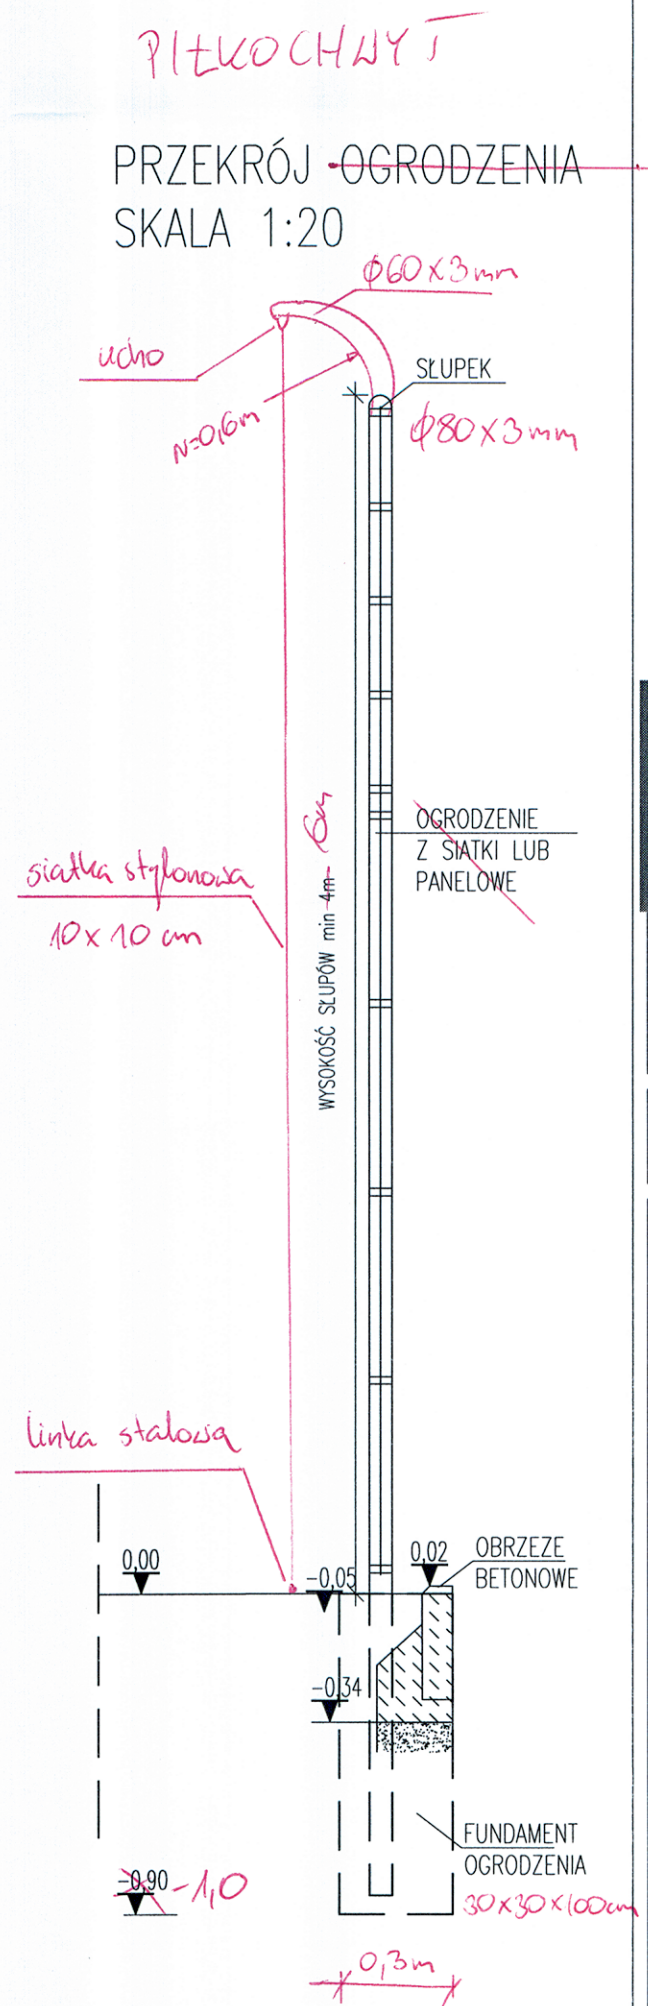 PIŁKOCHWYT
PRZEKRÓJ OGRODZENIA
SKALA 1:20
ϕ60x3mm
ucho
SŁUPEK
r=0,6m
ϕ80x3mm
6m
WYSOKOŚĆ SŁUPÓW min 4m
OGRODZENIE
Z SIATKI LUB
PANELOWE
siatka stylonowa
10x10 cm
linka stalowa
0,00
-0,05
0,02
OBRZEZE
BETONOWE
-0,34
FUNDAMENT
OGRODZENIA
30x30x100cm
-0,90 -1,0
0,3m